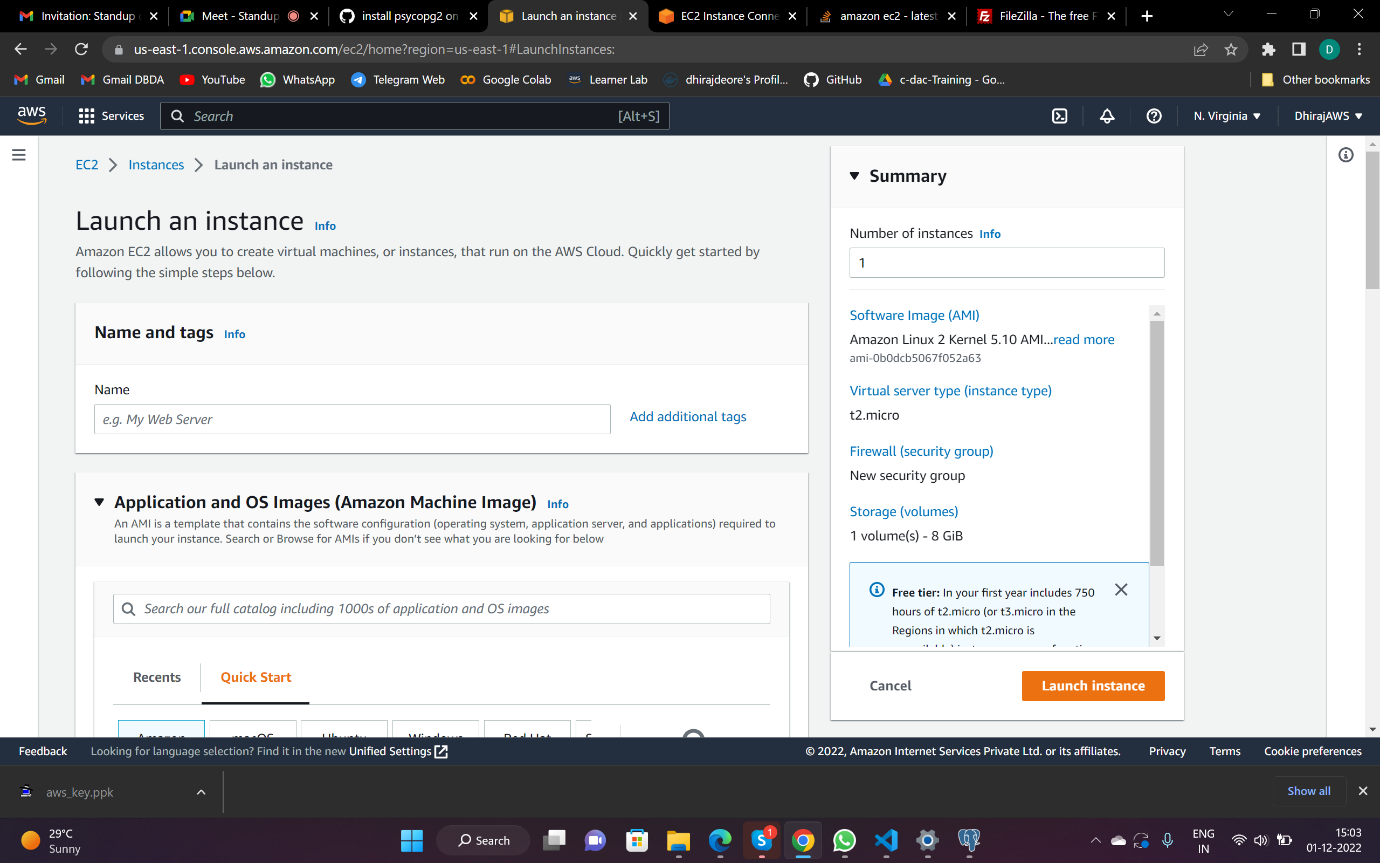 Invitation: Standup
Meet - Standup
install psycopg2 on
Launch an instance
EC2 Instance Conne
amazon ec2 - latest
FileZilla - The free F
us-east-1.console.aws.amazon.com/ec2/home?region=us-east-1#LaunchInstances:
D
Gmail
Gmail DBDA
YouTube
WhatsApp
Telegram Web
Google Colab
Learner Lab
dhirajdeore's Profil...
GitHub
c-dac-Training - Go...
Other bookmarks
aws
Services
Search
[Alt+S]
N. Virginia
DhirajAWS
EC2
Instances
Launch an instance
Launch an instance Info
Amazon EC2 allows you to create virtual machines, or instances, that run on the AWS Cloud. Quickly get started by
following the simple steps below.
Name and tags Info
Name
e.g. My Web Server
Add additional tags
Application and OS Images (Amazon Machine Image) Info
An AMI is a template that contains the software configuration (operating system, application server, and applications) required to
launch your instance. Search or Browse for AMIs if you don't see what you are looking for below
Search our full catalog including 1000s of application and OS images
Recents
Quick Start
Amazon
macOS
Ubuntu
Windows
Red Hat
Summary
Number of instances Info
1
Software Image (AMI)
Amazon Linux 2 Kernel 5.10 AMI...read more
ami-0b0dcb5067f052a63
Virtual server type (instance type)
t2.micro
Firewall (security group)
New security group
Storage (volumes)
1 volume(s) - 8 GiB
Free tier: In your first year includes 750
hours of t2.micro (or t3.micro in the
Regions in which t2.micro is
Cancel
Launch instance
Feedback
Looking for language selection? Find it in the new Unified Settings
© 2022, Amazon Internet Services Private Ltd. or its affiliates.
Privacy
Terms
Cookie preferences
aws_key.ppk
Show all
29°C
Sunny
Search
1
ENG
IN
15:03
01-12-2022